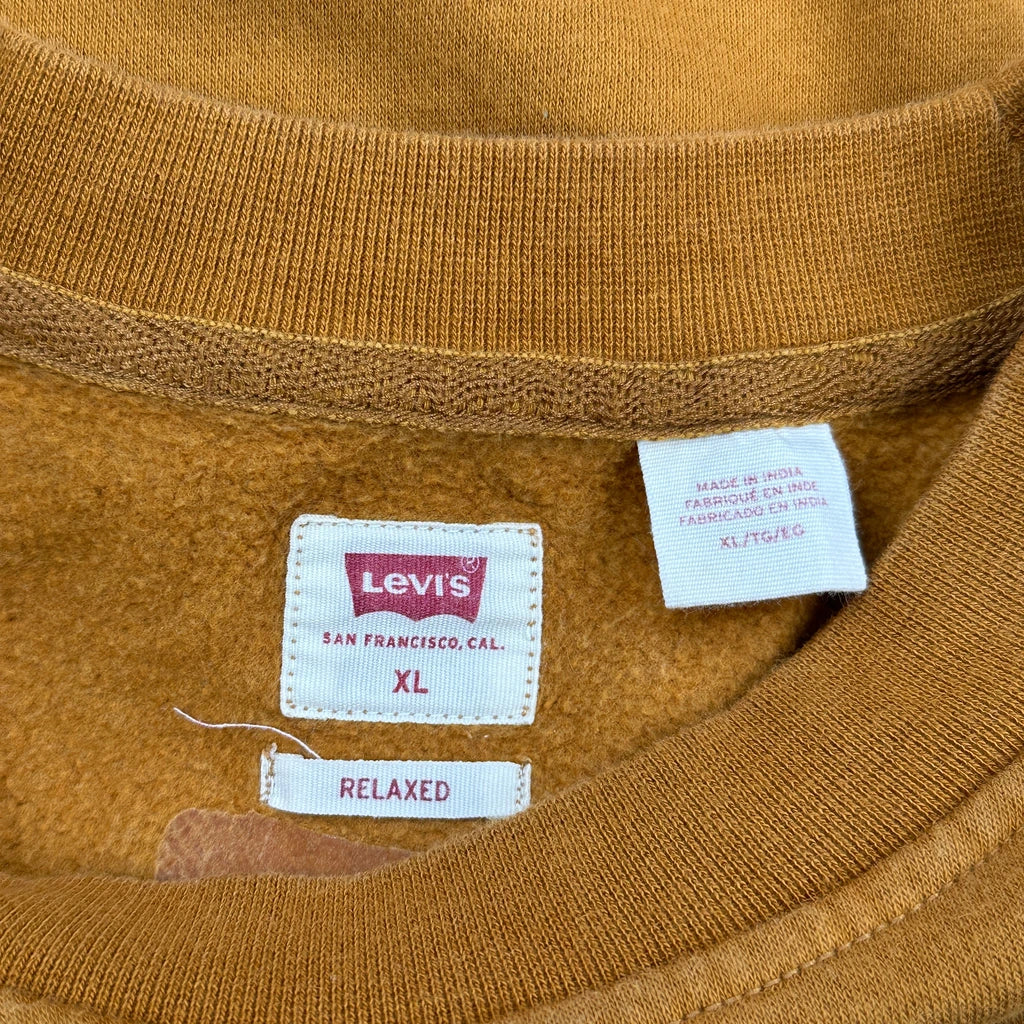 MADE IN INDIA
FABRIQUÉ EN INDE
FABRICADO EN INDIA
XL/TG/EG
Levi's®
SAN FRANCISCO, CAL.
XL
RELAXED